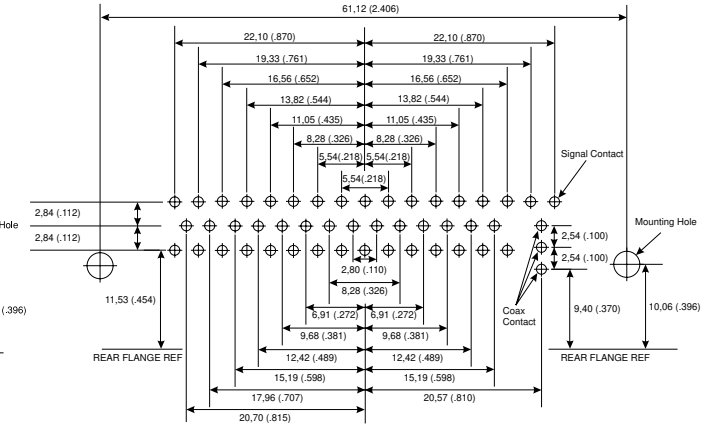 61,12 (2.406)
22,10 (.870) 22,10 (.870)
19,33 (.761) 19,33 (.761)
16,56 (.652) 16,56 (.652)
13,82 (.544) 13,82 (.544)
11,05 (.435) 11,05 (.435)
8,28 (.326) 8,28 (.326)
5,54(.218) 5,54(.218)
5,54(.218)
Signal Contact
2,84 (.112)
Hole
2,84 (.112)
Mounting Hole
2,54 (.100)
2,54 (.100)
2,80 (.110)
8,28 (.326)
11,53 (.454)
(.396)
6,91 (.272) 6,91 (.272)
Coax
Contact
9,40 (.370)
10,06 (.396)
9,68 (.381) 9,68 (.381)
REAR FLANGE REF
12,42 (.489) 12,42 (.489)
REAR FLANGE REF
15,19 (.598) 15,19 (.598)
17,96 (.707) 20,57 (.810)
20,70 (.815)